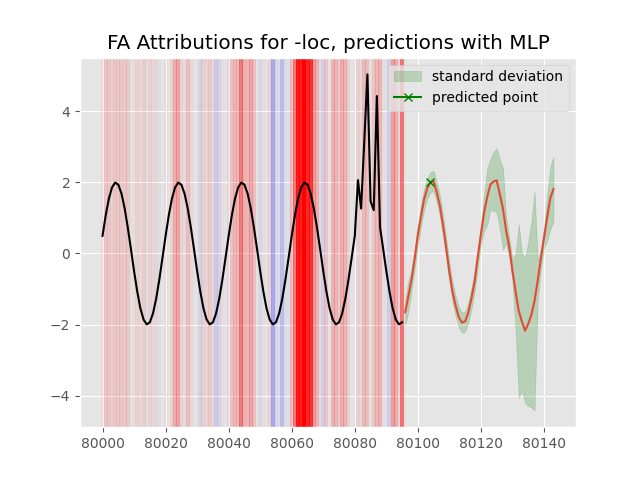 FA Attributions for -loc, predictions with MLP
standard deviation
predicted point
4
2
0
−2
−4
80000 80020 80040 80060 80080 80100 80120 80140